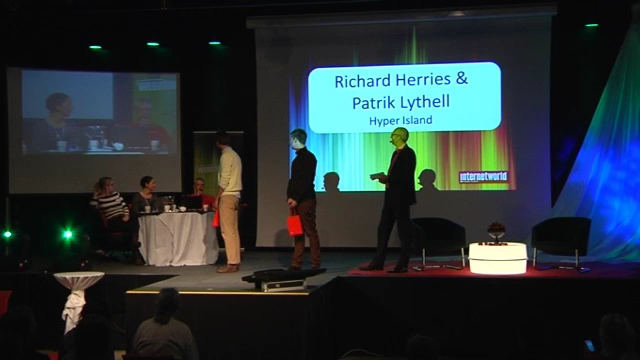 Richard Herries &
Patrik Lythell
Hyper Island
internetworld